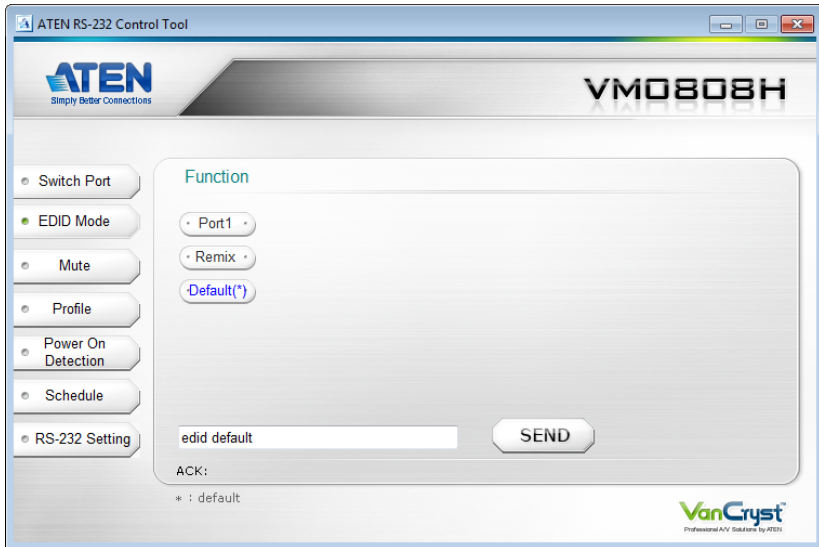 ATEN RS-232 Control Tool
ATEN
Simply Better Connections
VM0808H
Switch Port
EDID Mode
Mute
Profile
Power On
Detection
Schedule
RS-232 Setting
Function
Port1
Remix
Default(*)
edid default
SEND
ACK:
* : default
VanCryst™
Professional A/V Solutions by ATEN